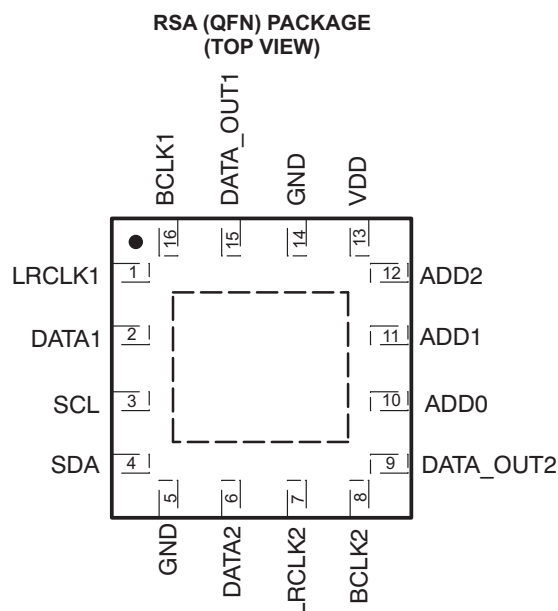 RSA (QFN) PACKAGE
(TOP VIEW)
BCLK1
DATA_OUT1
GND
VDD
16
15
14
13
LRCLK1
1
12
ADD2
DATA1
2
11
ADD1
SCL
3
10
ADD0
SDA
4
9
DATA_OUT2
5
6
7
8
GND
DATA2
LRCLK2
BCLK2